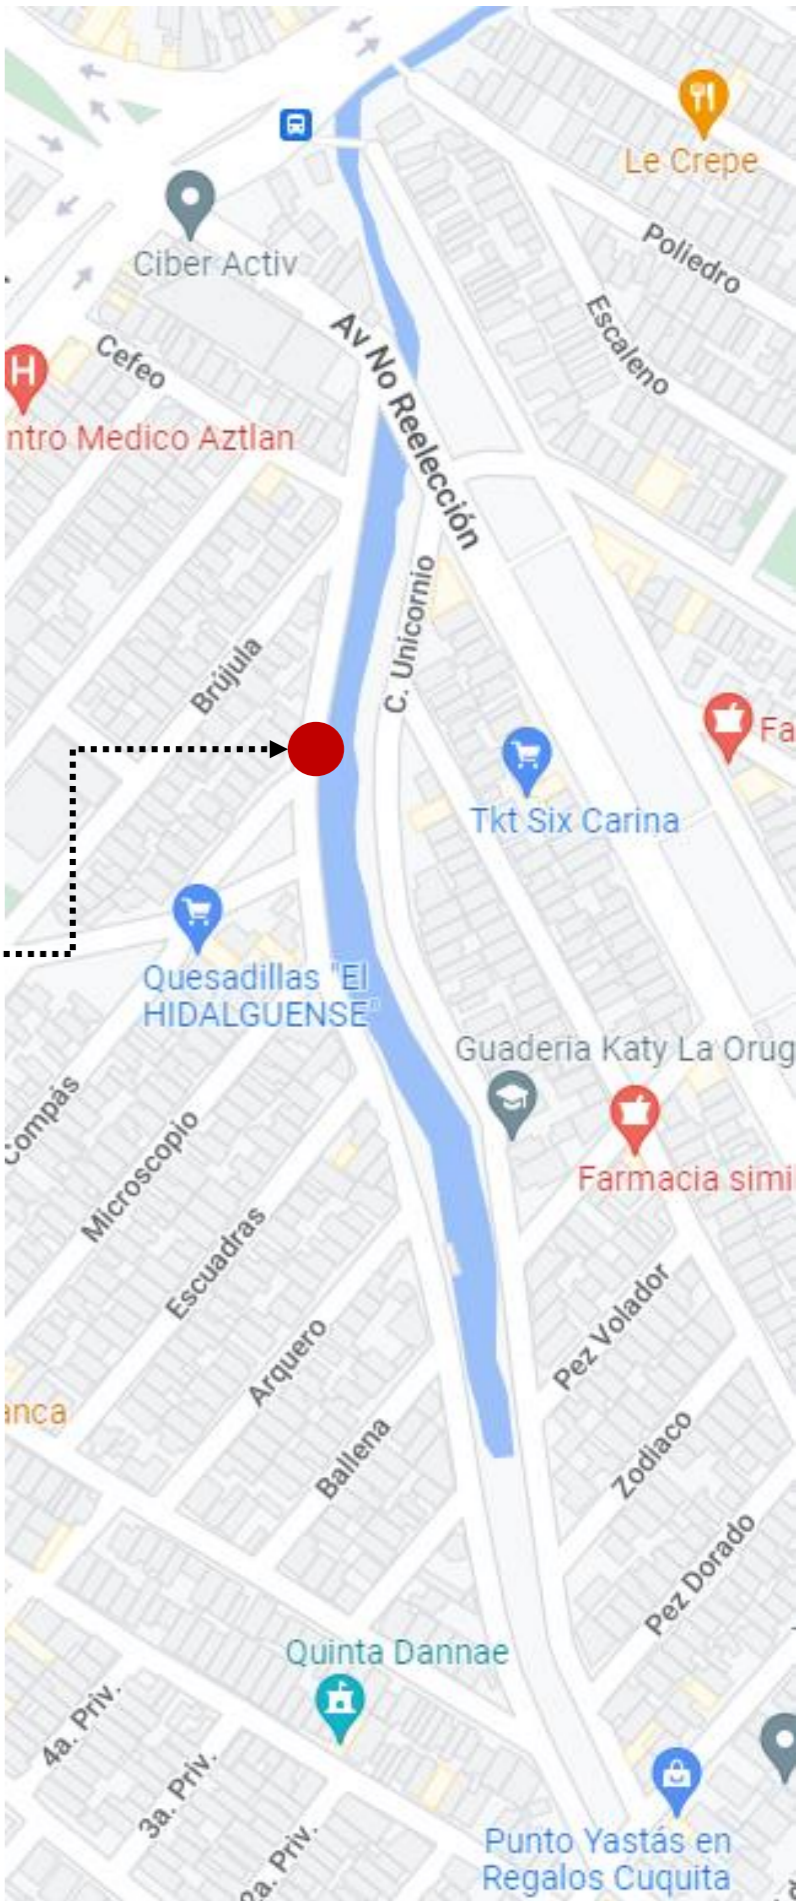 Le Crepe
Poliedro
Ciber Activ
Escaleno
Av No Reelección
Cefeo
H
ntro Medico Aztlan
C. Unicornio
Brújula
Fa
Tkt Six Carina
Quesadillas "El
HIDALGUENSE"
Guaderia Katy La Orug
Compás
Microscopio
Farmacia simi
Escuadras
Pez Volador
Arquero
anca
Ballena
Zodiaco
Pez Dorado
Quinta Dannae
4a. Priv.
3a. Priv.
2a. Priv.
Punto Yastás en
Regalos Cuquita